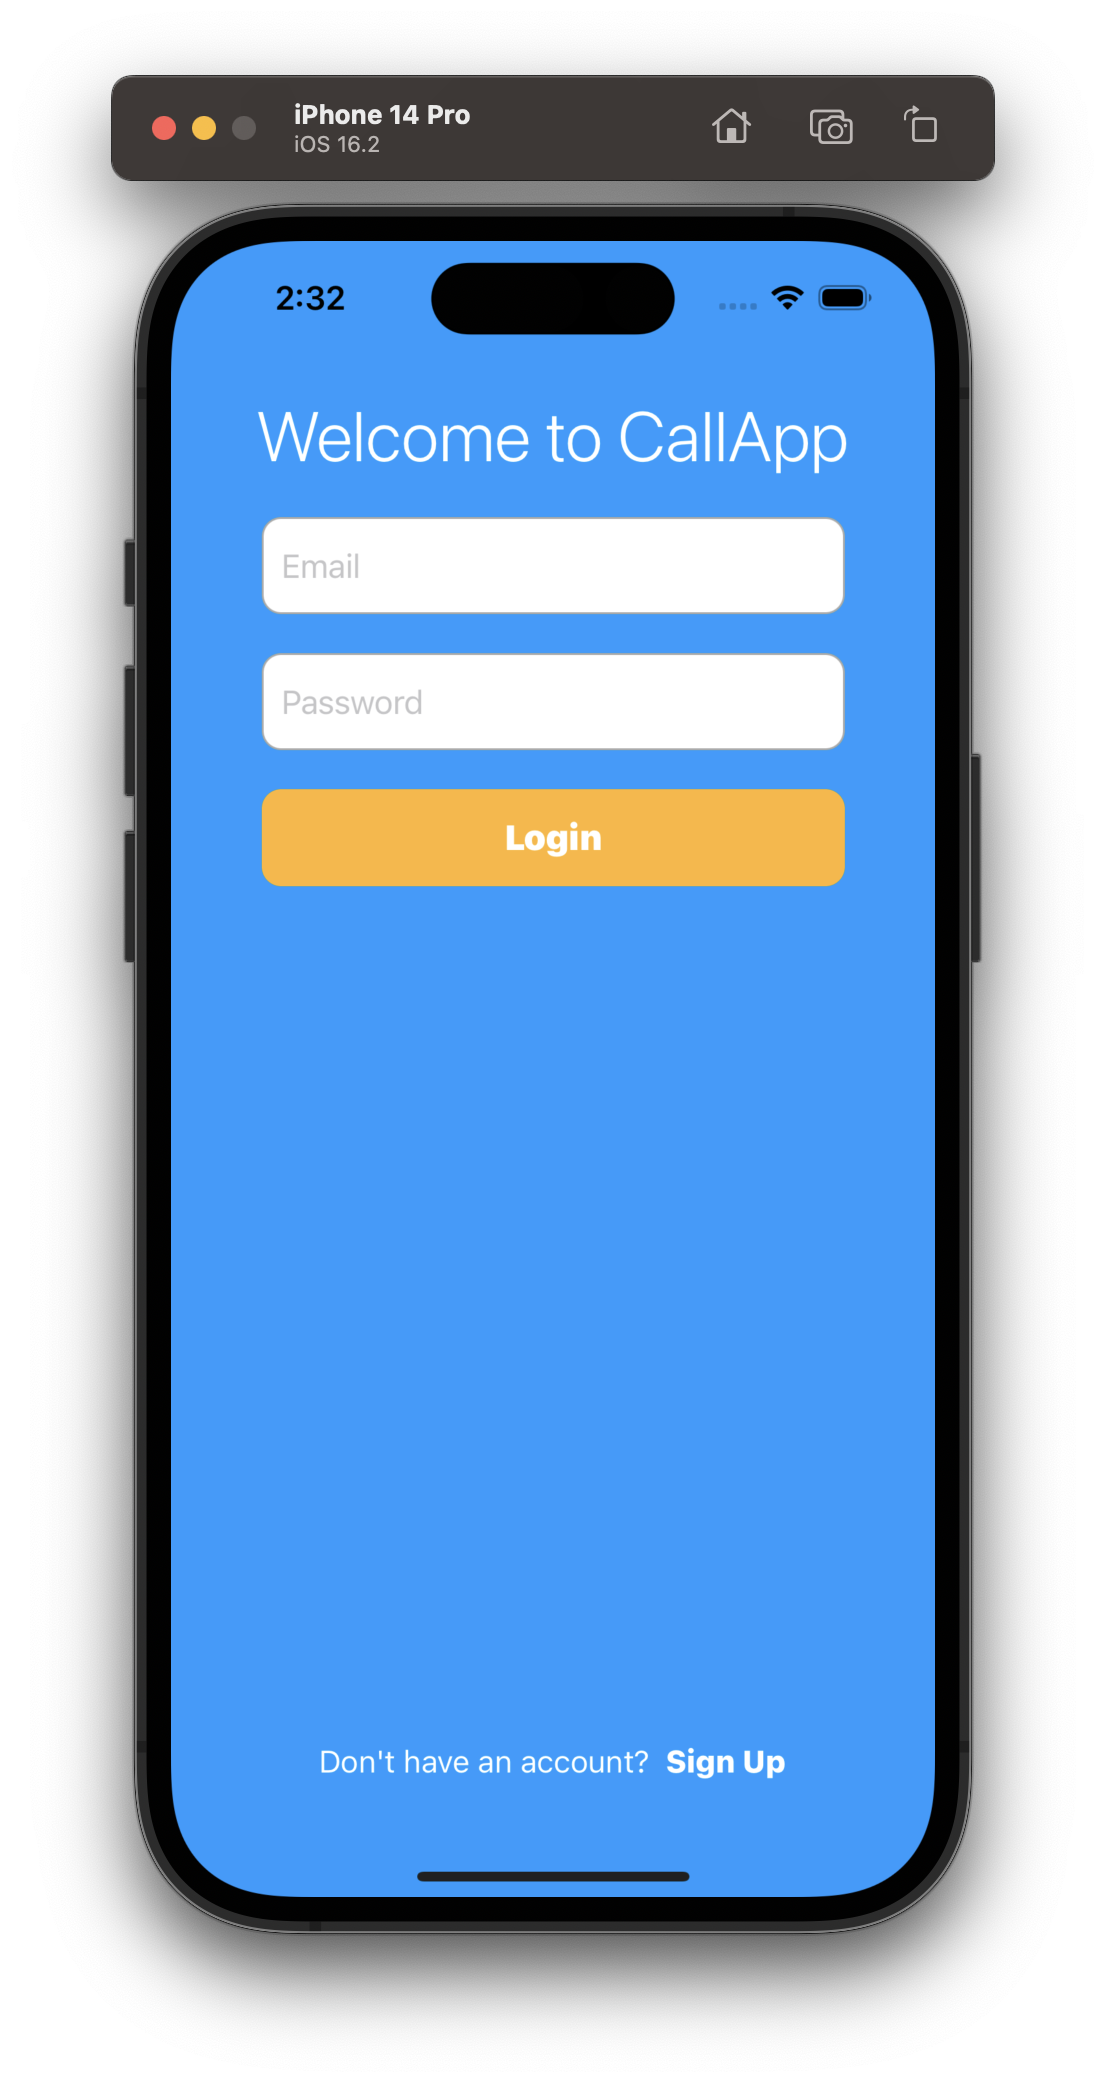 iPhone 14 Pro
iOS 16.2
2:32
Welcome to CallApp
Email
Password
Login
Don't have an account? Sign Up